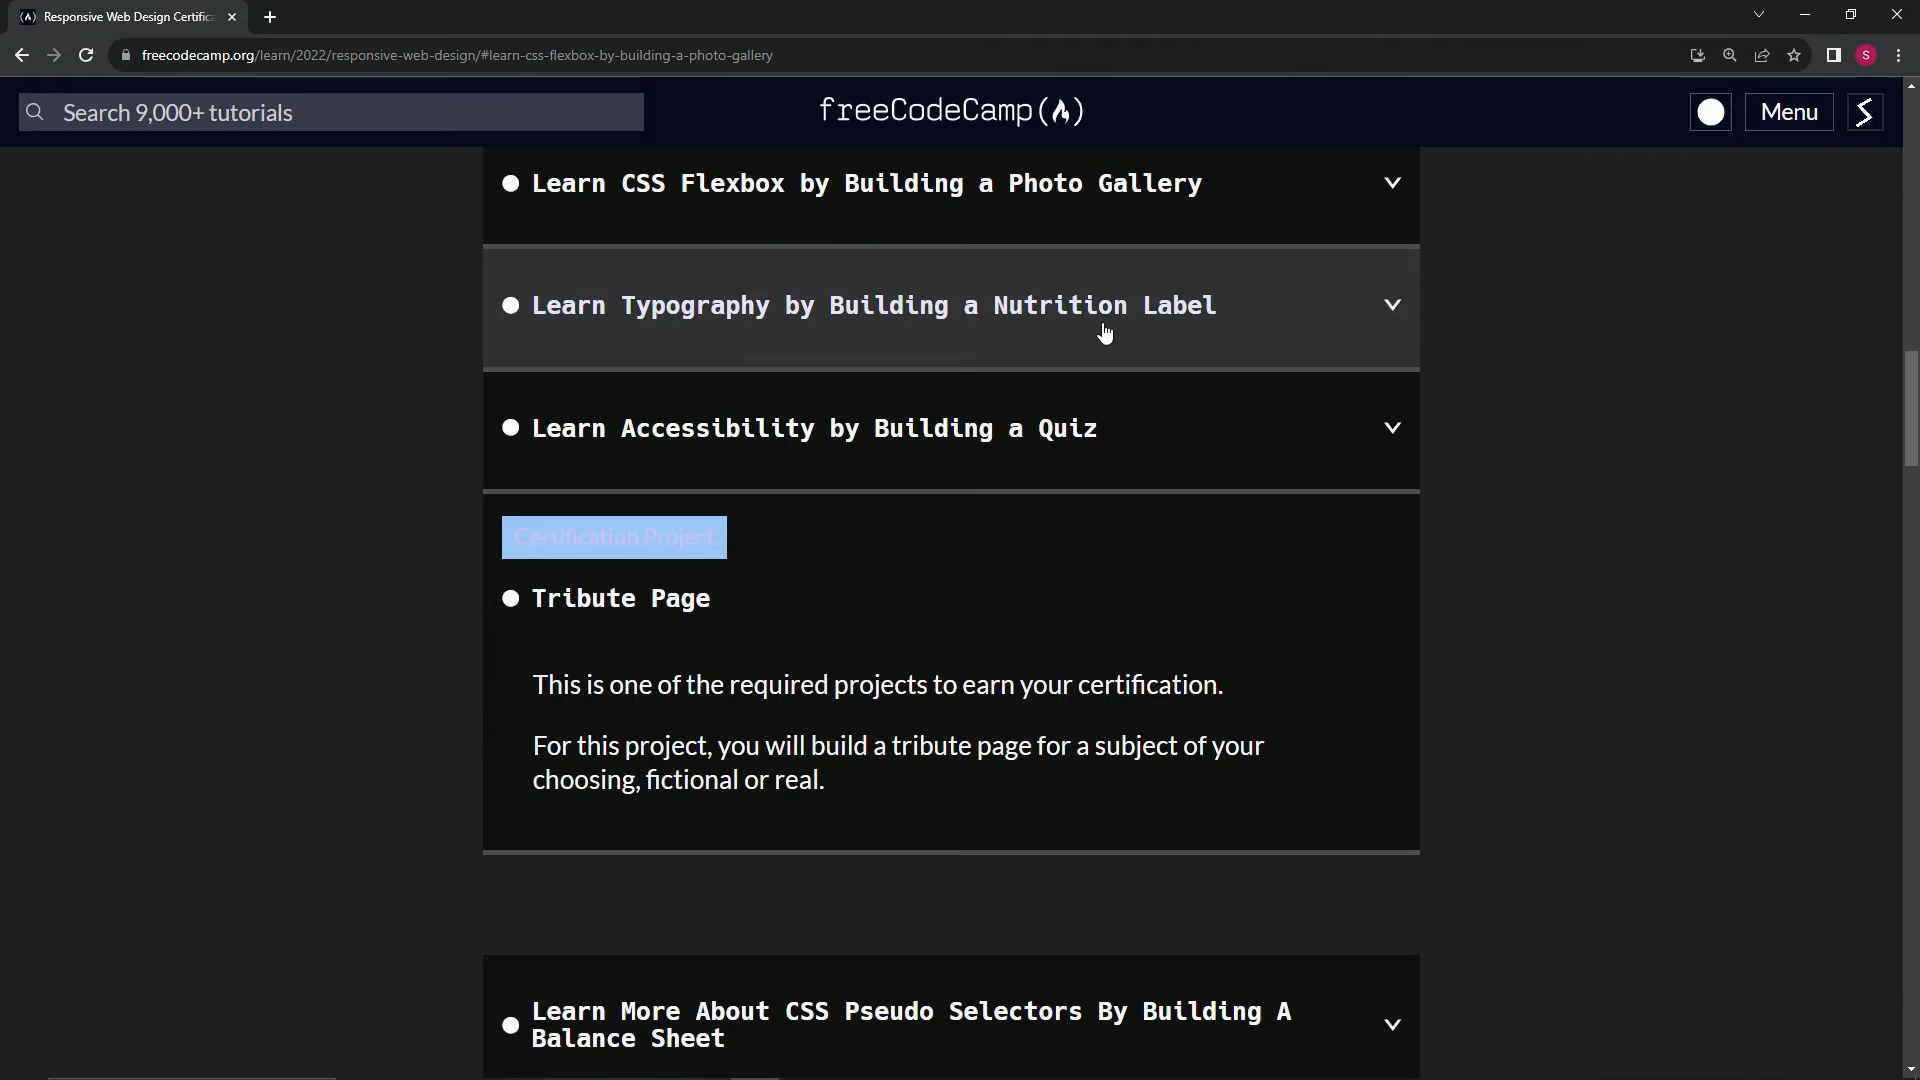 Responsive Web Design Certifica
freecodecamp.org/learn/2022/responsive-web-design/#learn-css-flexbox-by-building-a-photo-gallery
S
Search 9,000+ tutorials
freeCodeCamp
Menu
Learn CSS Flexbox by Building a Photo Gallery
Learn Typography by Building a Nutrition Label
Learn Accessibility by Building a Quiz
Certification Project
Tribute Page
This is one of the required projects to earn your certification.
For this project, you will build a tribute page for a subject of your
choosing, fictional or real.
Learn More About CSS Pseudo Selectors By Building A
Balance Sheet